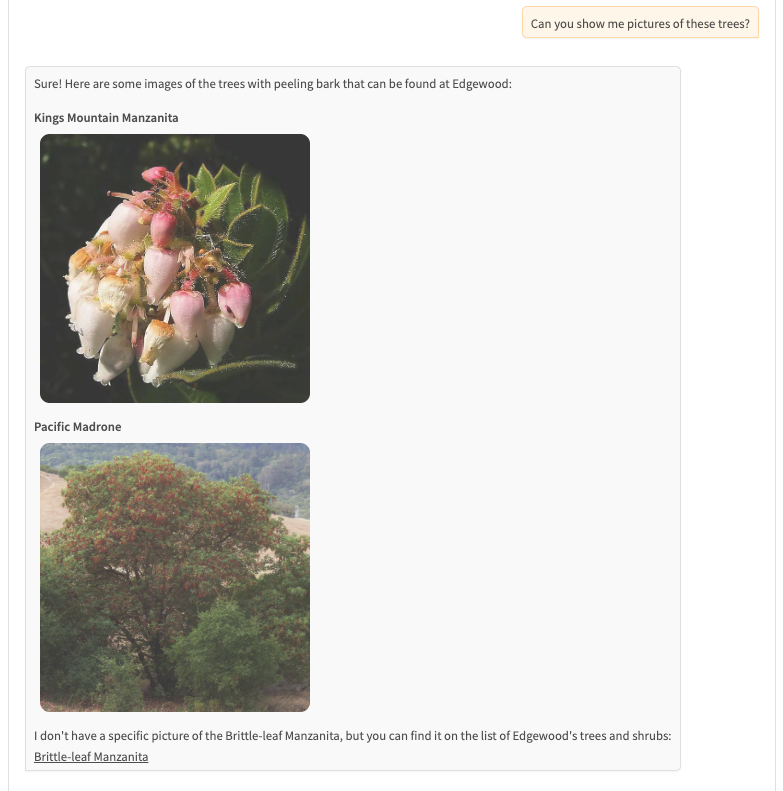 Can you show me pictures of these trees?
Sure! Here are some images of the trees with peeling bark that can be found at Edgewood:
Kings Mountain Manzanita
Pacific Madrone
I don't have a specific picture of the Brittle-leaf Manzanita, but you can find it on the list of Edgewood's trees and shrubs:
Brittle-leaf Manzanita